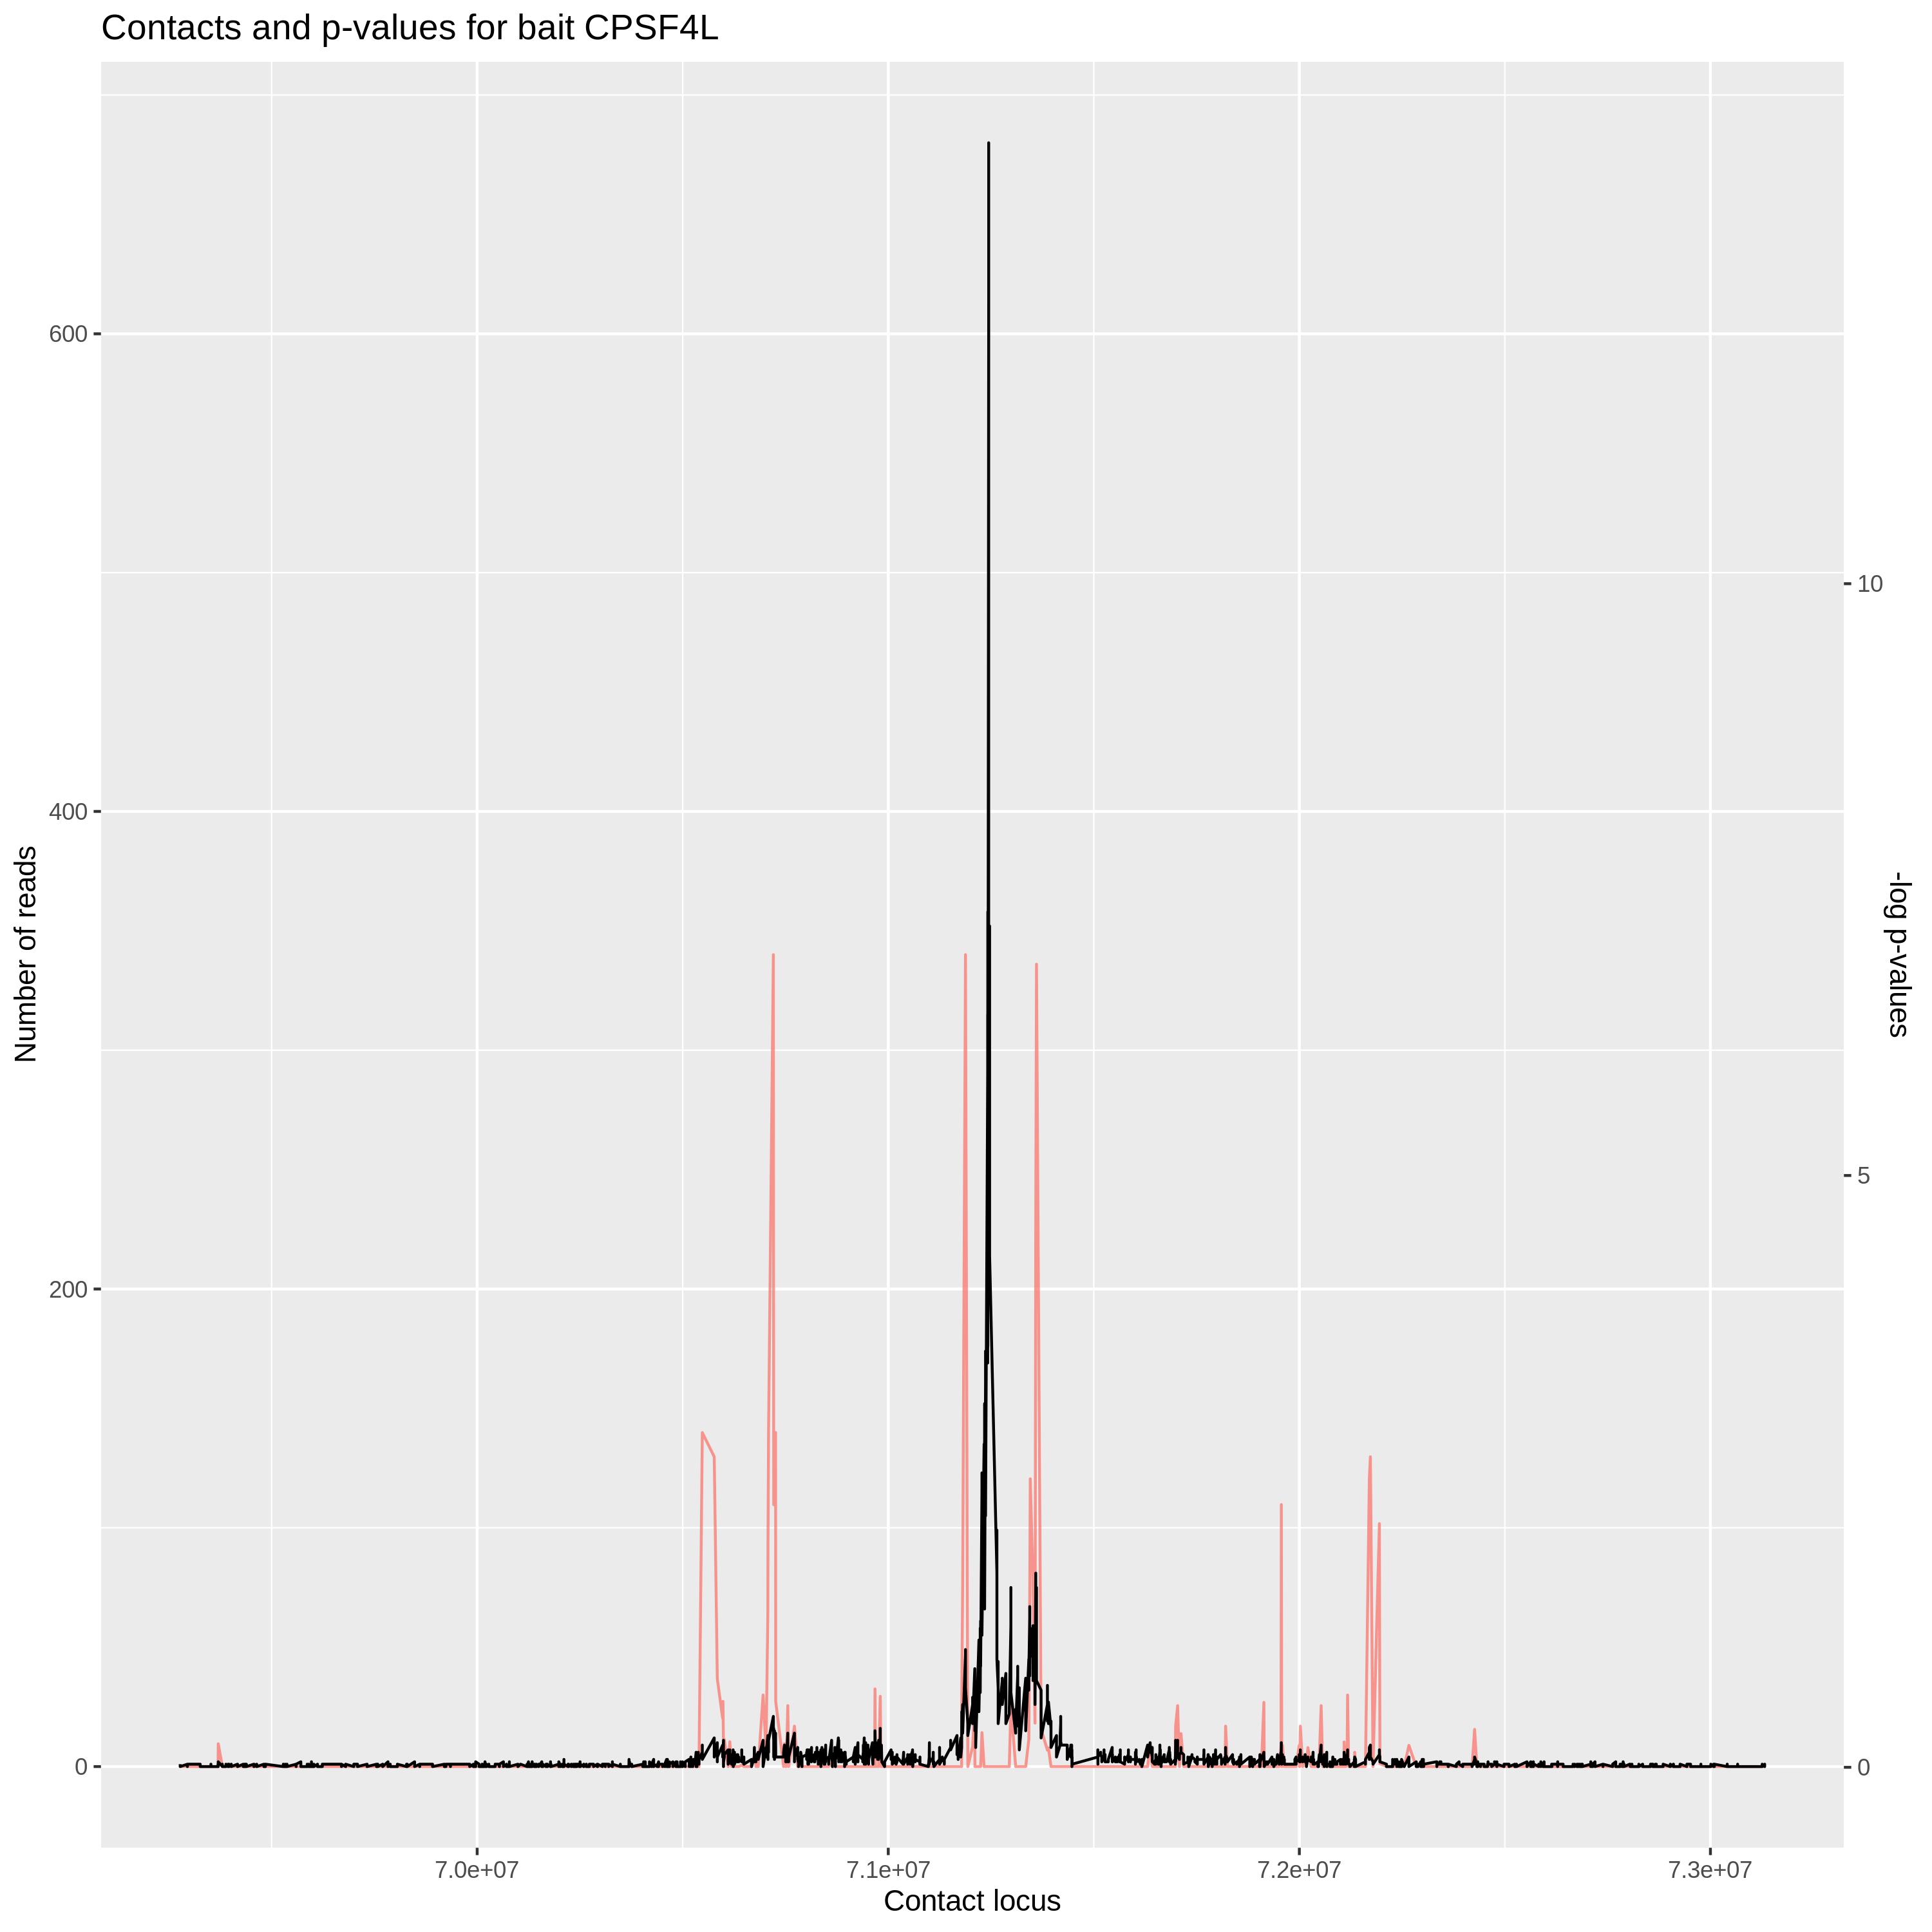 Contacts and p-values for bait CPSF4L
600
400
200
0
Number of reads
10
5
0
-log p-values
7.0e+07
7.1e+07
7.2e+07
7.3e+07
Contact locus